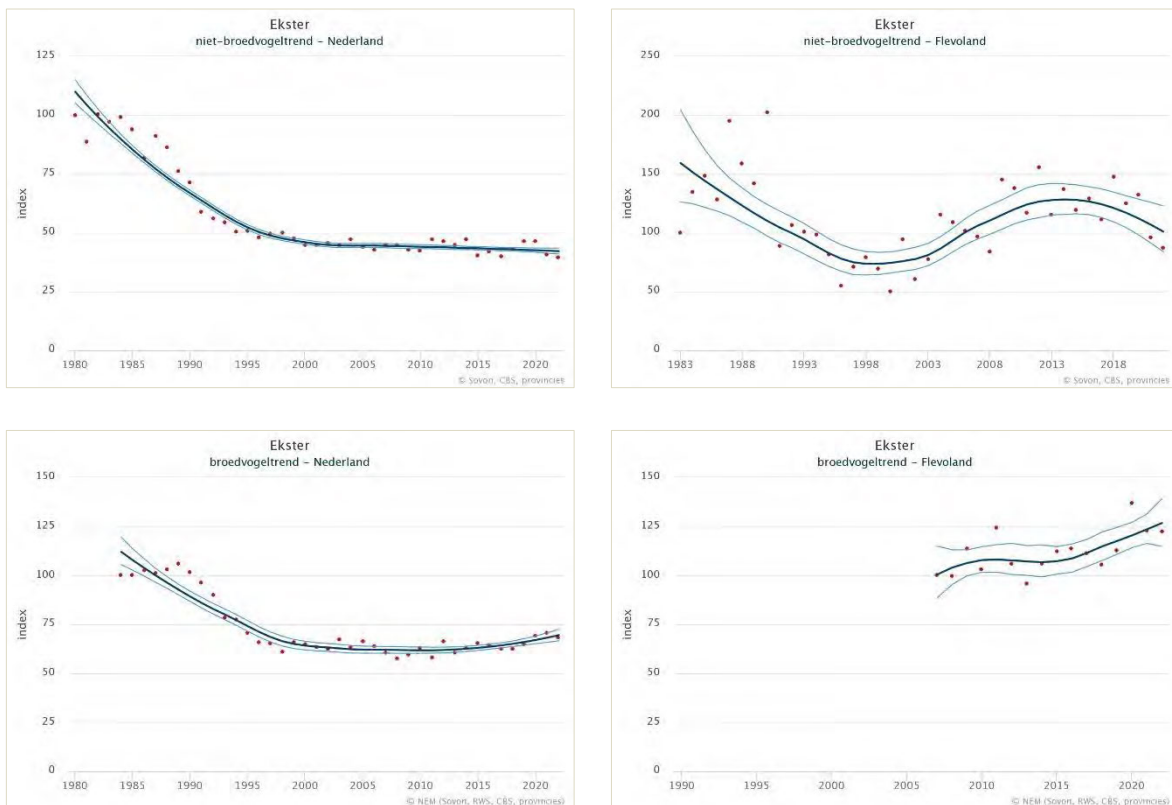 Ekster
niet-broedvogeltrend – Nederland
125
100
75
50
25
0
index
1980 1985 1990 1995 2000 2005 2010 2015 2020
© Sovon, CBS, provincies
Ekster
niet-broedvogeltrend – Flevoland
250
200
150
100
50
0
index
1983 1988 1993 1998 2003 2008 2013 2018
© Sovon, CBS, provincies
Ekster
broedvogeltrend – Nederland
150
125
100
75
50
25
0
index
1980 1985 1990 1995 2000 2005 2010 2015 2020
© NEM (Sovon, RWS, CBS, provincies)
Ekster
broedvogeltrend – Flevoland
150
125
100
75
50
25
0
index
1990 1995 2000 2005 2010 2015 2020
© NEM (Sovon, RWS, CBS, provincies)